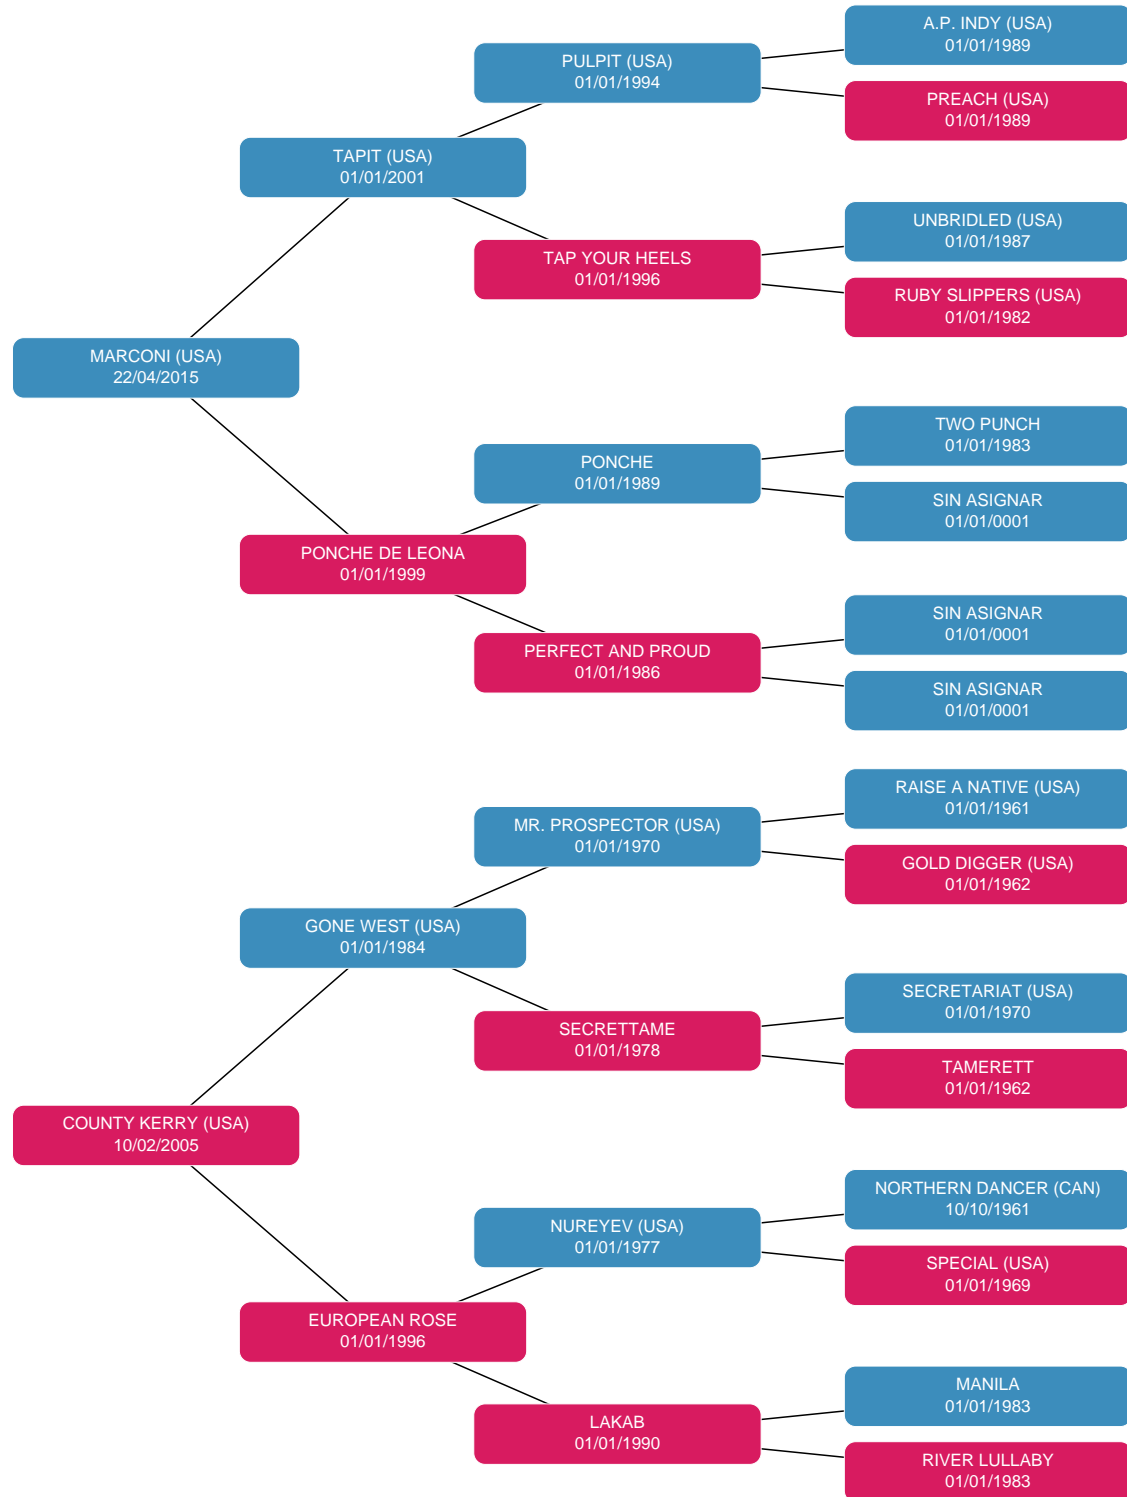 A.P. INDY (USA)
01/01/1989
PULPIT (USA)
01/01/1994
PREACH (USA)
01/01/1989
TAPIT (USA)
01/01/2001
UNBRIDLED (USA)
01/01/1987
TAP YOUR HEELS
01/01/1996
RUBY SLIPPERS (USA)
01/01/1982
MARCONI (USA)
22/04/2015
TWO PUNCH
01/01/1983
PONCHE
01/01/1989
SIN ASIGNAR
01/01/0001
PONCHE DE LEONA
01/01/1999
SIN ASIGNAR
01/01/0001
PERFECT AND PROUD
01/01/1986
SIN ASIGNAR
01/01/0001
RAISE A NATIVE (USA)
01/01/1961
MR. PROSPECTOR (USA)
01/01/1970
GOLD DIGGER (USA)
01/01/1962
GONE WEST (USA)
01/01/1984
SECRETARIAT (USA)
01/01/1970
SECRETTAME
01/01/1978
TAMERETT
01/01/1962
COUNTY KERRY (USA)
10/02/2005
NORTHERN DANCER (CAN)
10/10/1961
NUREYEV (USA)
01/01/1977
SPECIAL (USA)
01/01/1969
EUROPEAN ROSE
01/01/1996
MANILA
01/01/1983
LAKAB
01/01/1990
RIVER LULLABY
01/01/1983